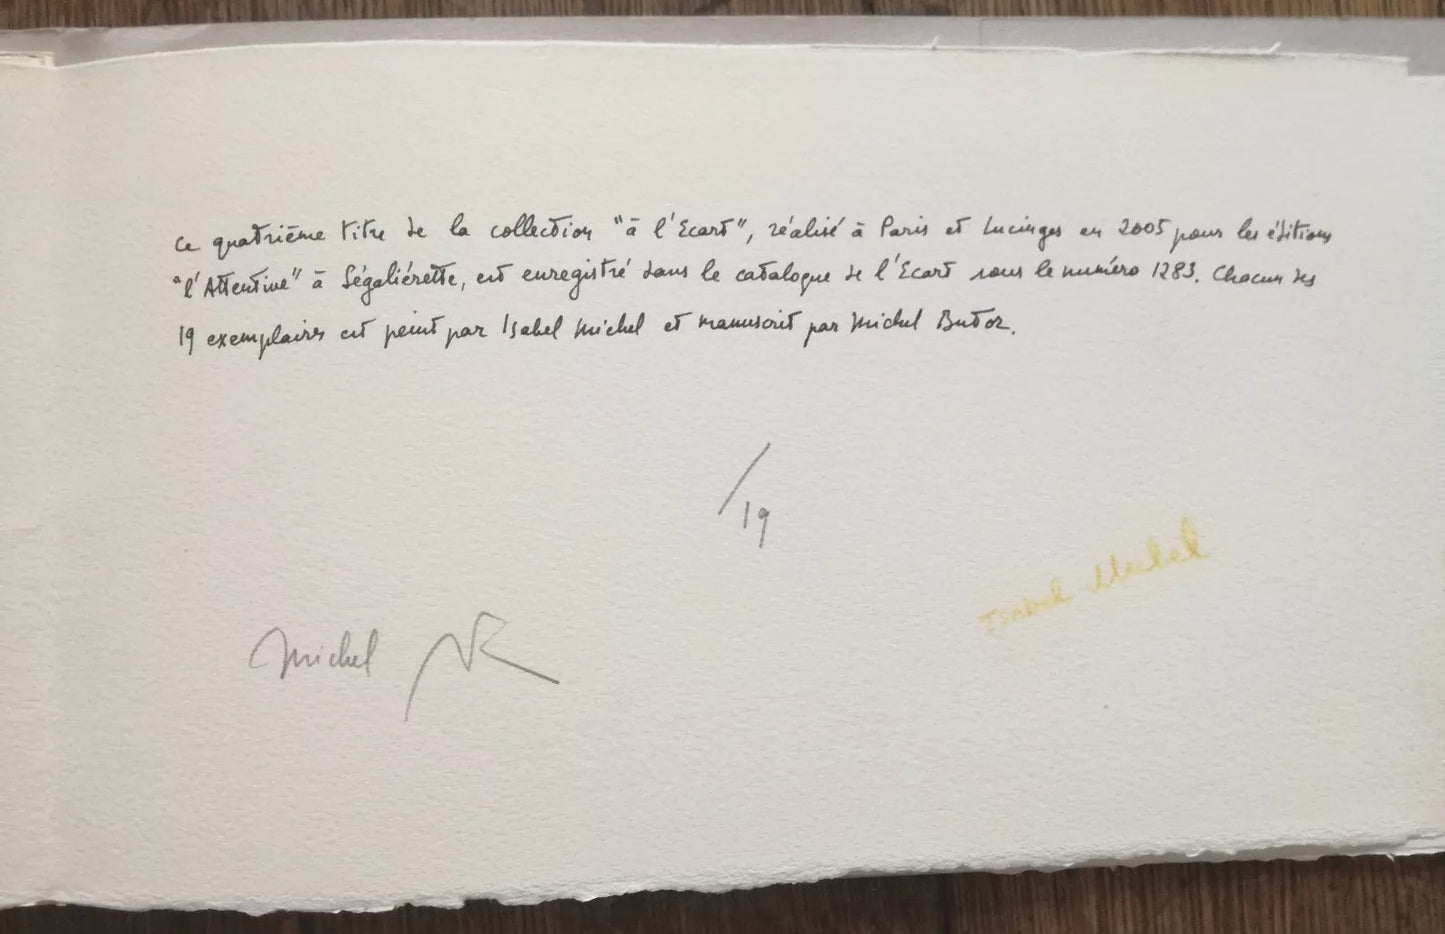 Ce quatrième titre de la collection "à l'Ecart", réalisé à Paris et Lucinges en 2005 pour les éditions
"l'Attentive" à Ségaliérette, est enregistré dans le catalogue de l'Ecart sous le numéro 1283. Chacun des
19 exemplaires est peint par Isabel Michel et manuscrit par Michel Butor.
/19
Isabel Michel
Michel